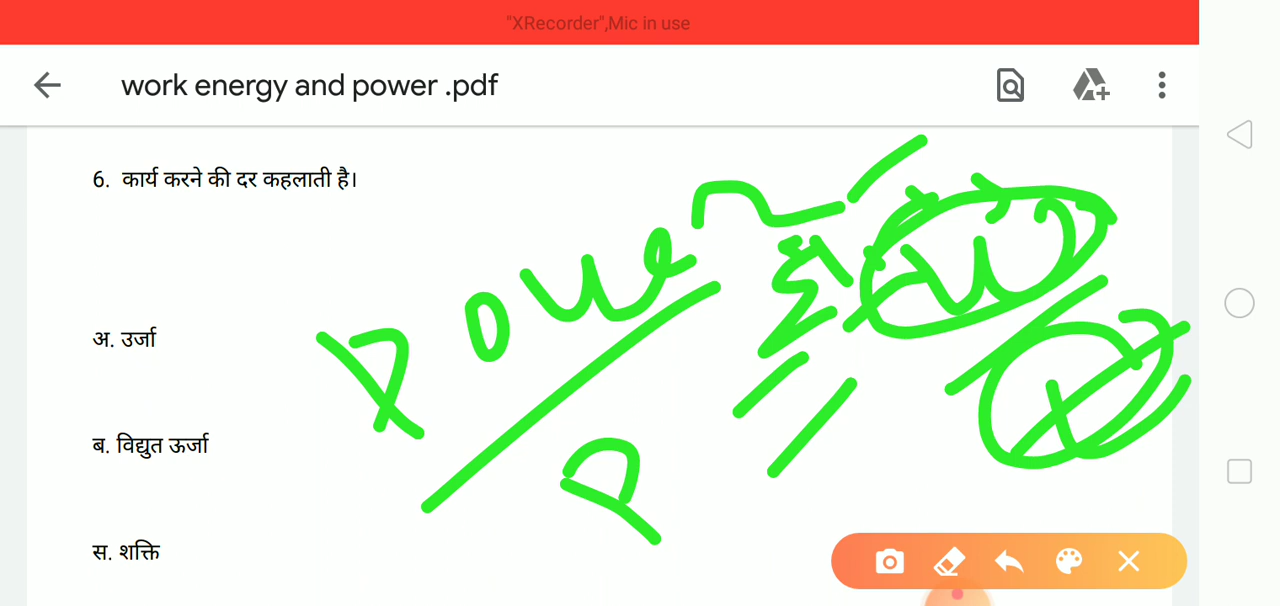 "XRecorder",Mic in use
work energy and power .pdf
6. कार्य करने की दर कहलाती है।
Power
P
अ. उर्जा
ब. विद्युत ऊर्जा
स. शक्ति